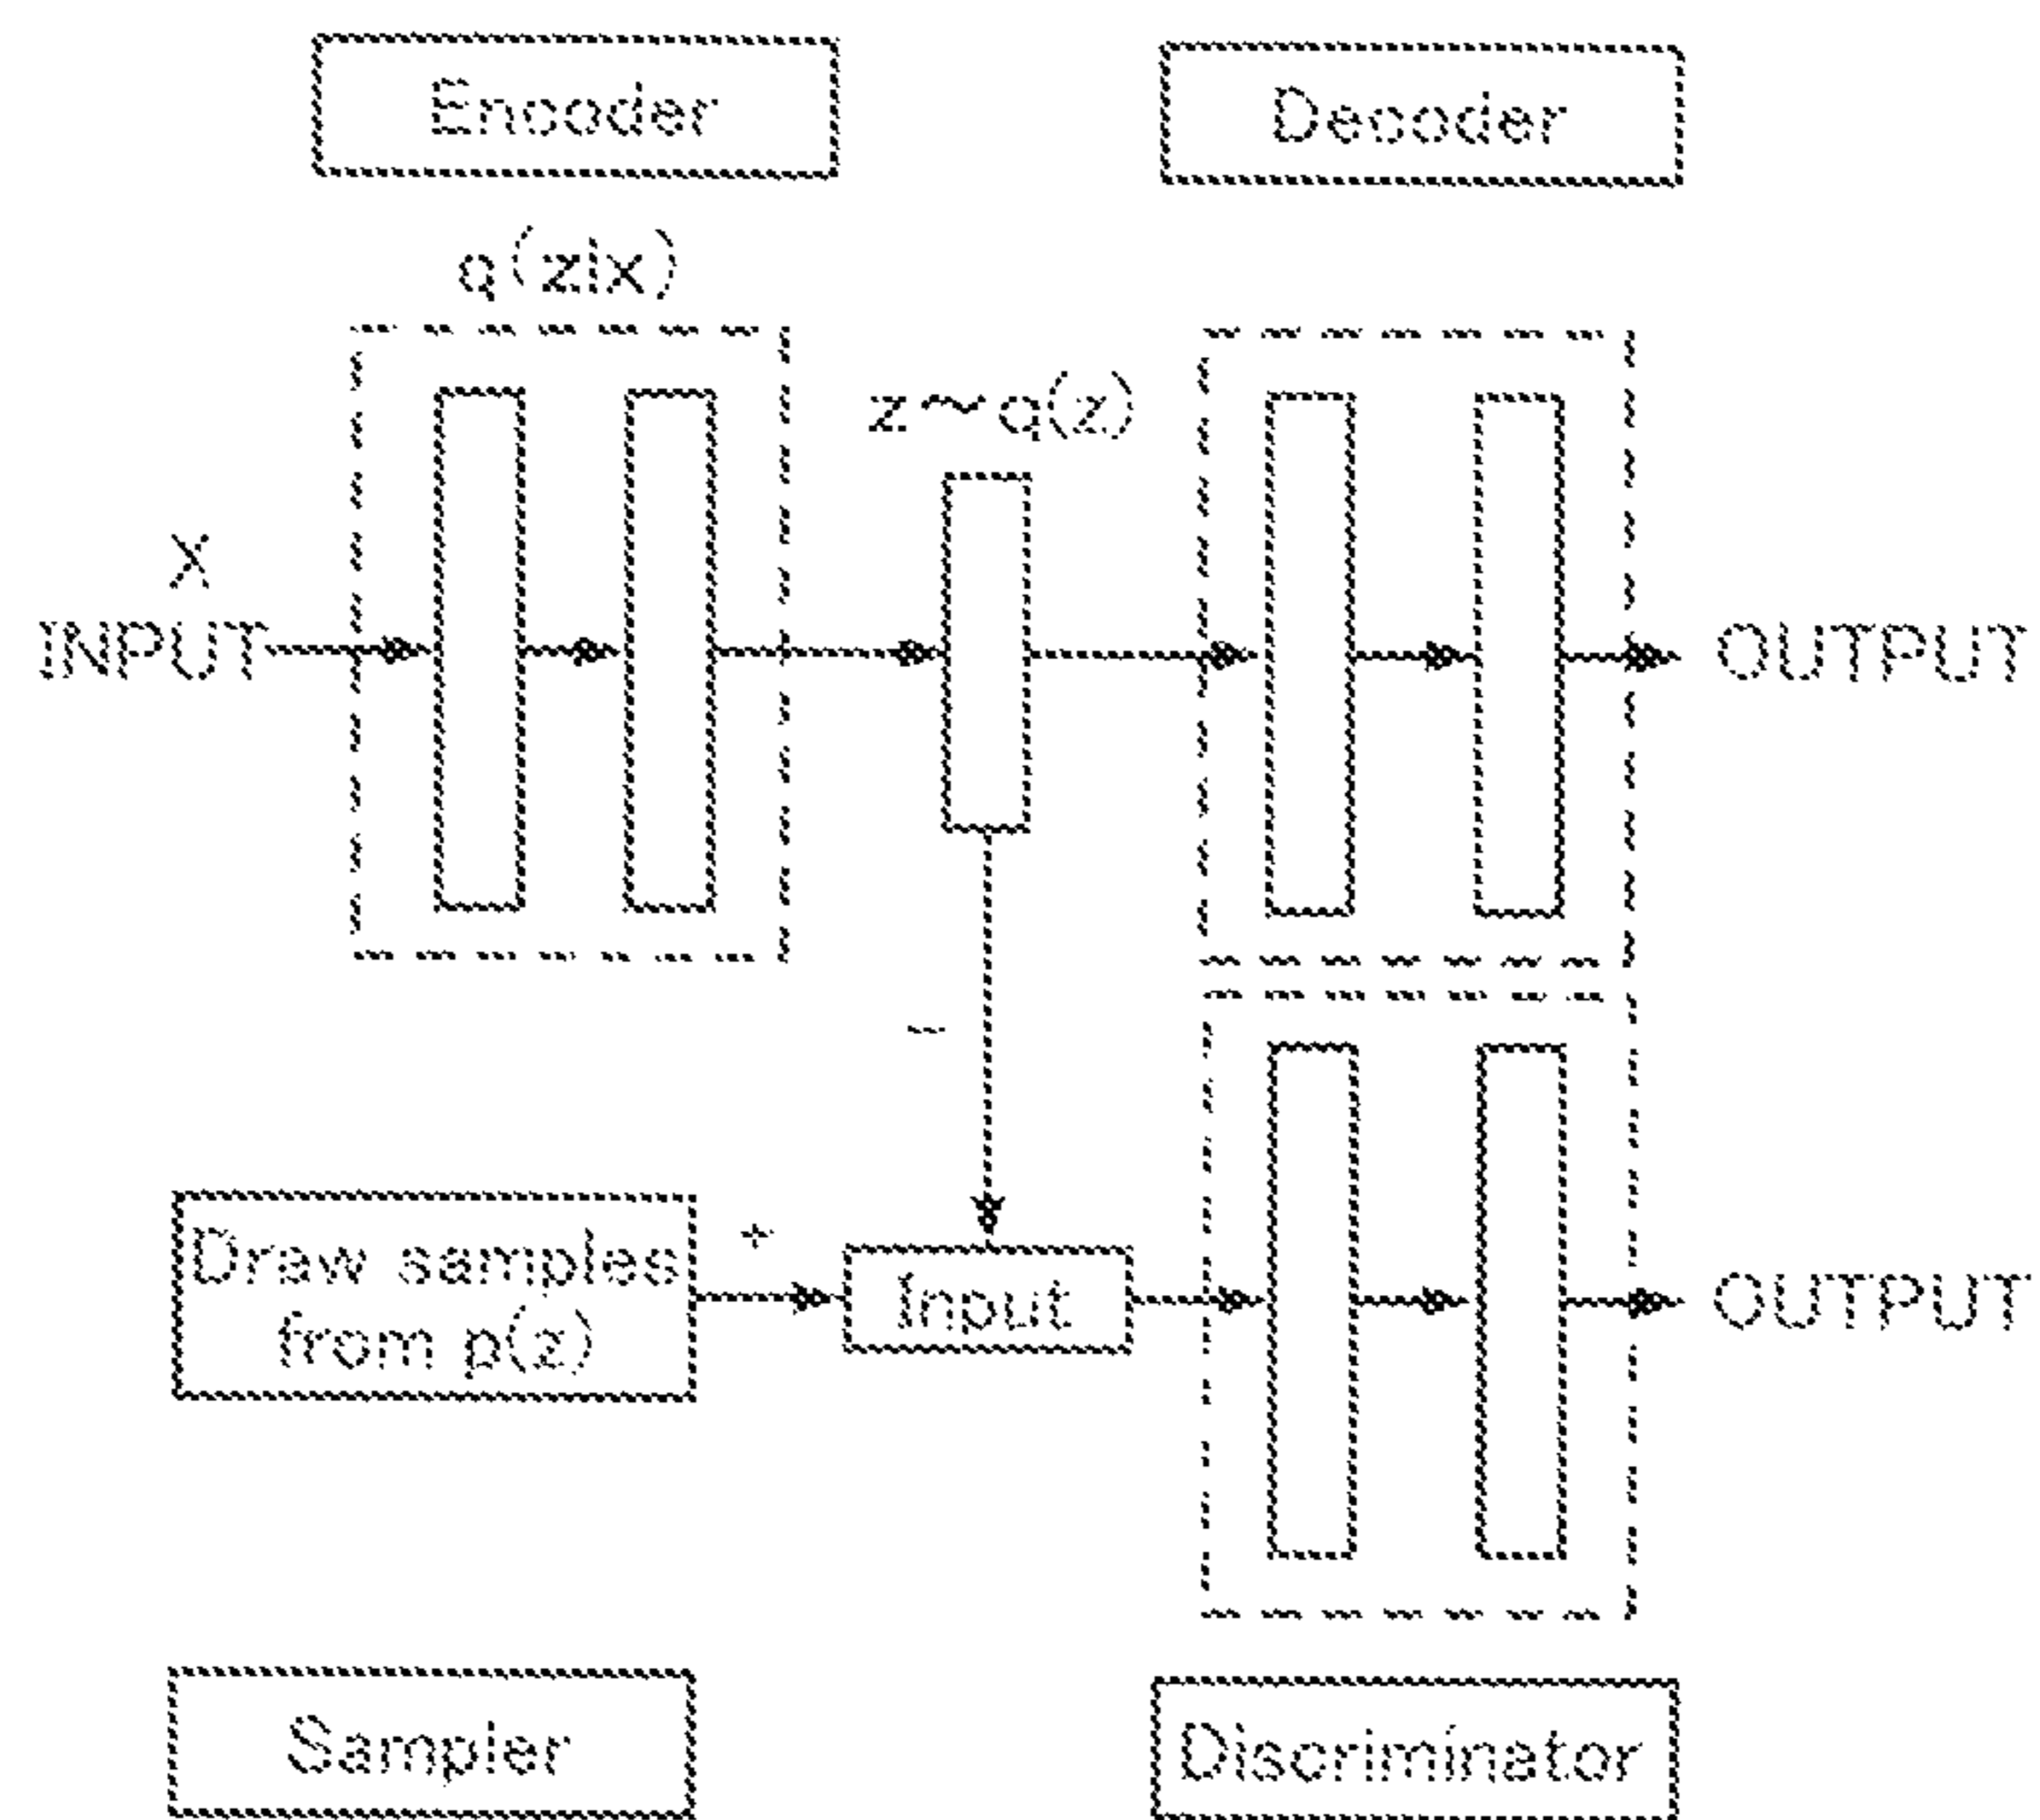 Encoder
Decoder
q(z|x)
z~q(z)
X
INPUT
OUTPUT
−
+
Draw samples
from p(z)
Input
OUTPUT
Sampler
Discriminator